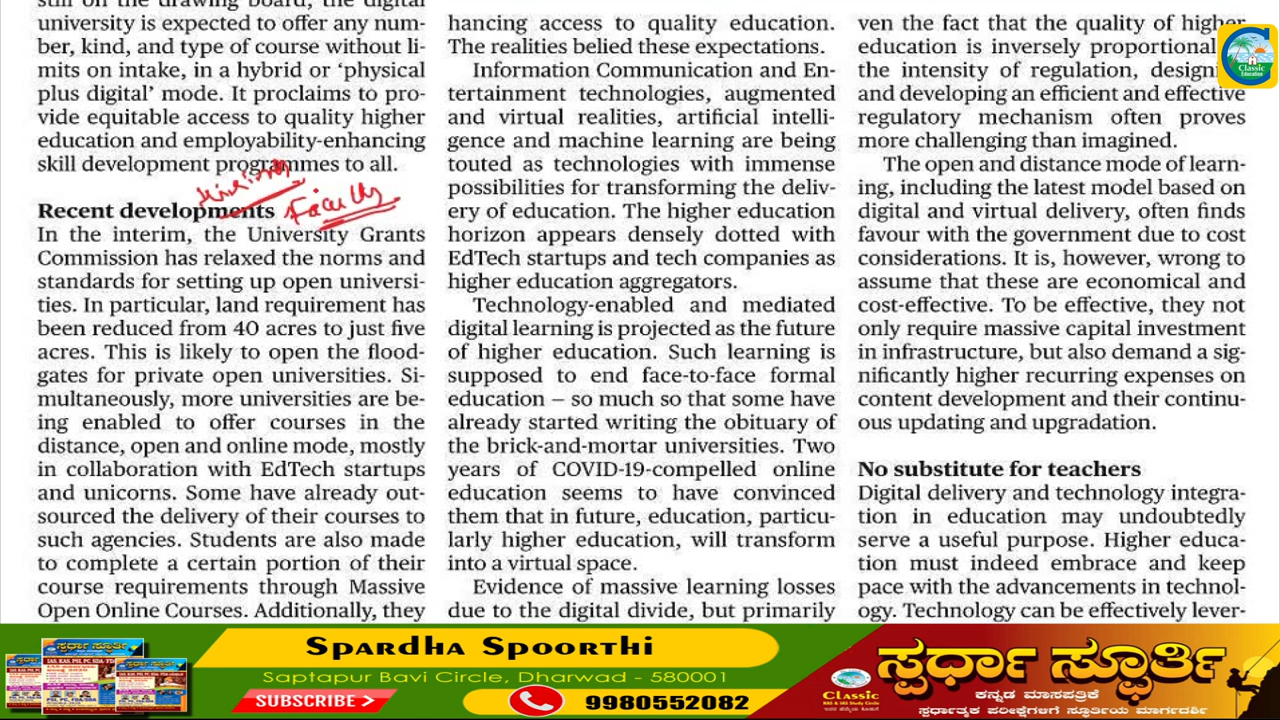 still on the drawing board, the digital
university is expected to offer any num-
ber, kind, and type of course without li-
mits on intake, in a hybrid or ‘physical
plus digital’ mode. It proclaims to pro-
vide equitable access to quality higher
education and employability-enhancing
skill development programmes to all.
Recent developments
Faculty
In the interim, the University Grants
Commission has relaxed the norms and
standards for setting up open universi-
ties. In particular, land requirement has
been reduced from 40 acres to just five
acres. This is likely to open the flood-
gates for private open universities. Si-
multaneously, more universities are be-
ing enabled to offer courses in the
distance, open and online mode, mostly
in collaboration with EdTech startups
and unicorns. Some have already out-
sourced the delivery of their courses to
such agencies. Students are also made
to complete a certain portion of their
course requirements through Massive
Open Online Courses. Additionally, they
hancing access to quality education.
The realities belied these expectations.
Information Communication and En-
tertainment technologies, augmented
and virtual realities, artificial intelli-
gence and machine learning are being
touted as technologies with immense
possibilities for transforming the deliv-
ery of education. The higher education
horizon appears densely dotted with
EdTech startups and tech companies as
higher education aggregators.
Technology-enabled and mediated
digital learning is projected as the future
of higher education. Such learning is
supposed to end face-to-face formal
education – so much so that some have
already started writing the obituary of
the brick-and-mortar universities. Two
years of COVID-19-compelled online
education seems to have convinced
them that in future, education, particu-
larly higher education, will transform
into a virtual space.
Evidence of massive learning losses
due to the digital divide, but primarily
ven the fact that the quality of higher
education is inversely proportional
the intensity of regulation,
and developing an efficient and effective
regulatory mechanism often proves
more challenging than imagined.
The open and distance mode of learn-
ing, including the latest model based on
digital and virtual delivery, often finds
favour with the government due to cost
considerations. It is, however, wrong to
assume that these are economical and
cost-effective. To be effective, they not
only require massive capital investment
in infrastructure, but also demand a sig-
nificantly higher recurring expenses on
content development and their continu-
ous updating and upgradation.
No substitute for teachers
Digital delivery and technology integra-
tion in education may undoubtedly
serve a useful purpose. Higher educa-
tion must indeed embrace and keep
pace with the advancements in technol-
ogy. Technology can be effectively lever-
Classic
Education
Spardha Spoorthi
Saptapur Bavi Circle, Dharwad - 580001
SUBSCRIBE
9980552082
ಸ್ಪರ್ಧಾ ಸ್ಫೂರ್ತಿ
Classic
IAS & KAS Study Circle
ಸ್ಪರ್ಧಾ ಸ್ಫೂರ್ತಿ
ಕನ್ನಡ ಮಾಸಪತ್ರಿಕೆ
ಸ್ಪರ್ಧಾತ್ಮಕ ಪರೀಕ್ಷೆಗಳಿಗೆ ಸ್ಫೂರ್ತಿಯ ಮಾರ್ಗದರ್ಶಿ